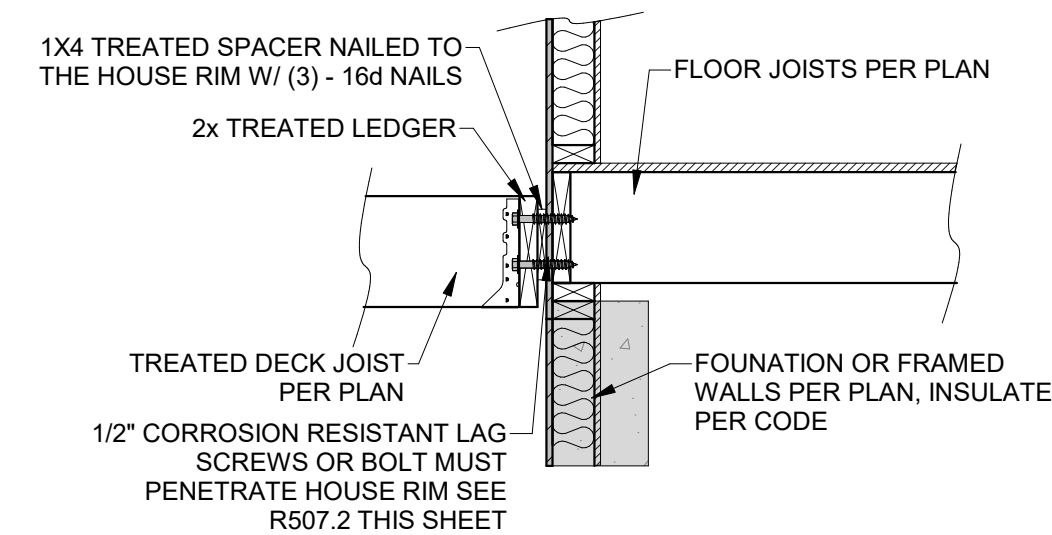 1X4 TREATED SPACER NAILED TO
THE HOUSE RIM W/ (3) - 16d NAILS
2x TREATED LEDGER
FLOOR JOISTS PER PLAN
TREATED DECK JOIST
PER PLAN
1/2" CORROSION RESISTANT LAG
SCREWS OR BOLT MUST
PENETRATE HOUSE RIM SEE
R507.2 THIS SHEET
FOUNATION OR FRAMED
WALLS PER PLAN, INSULATE
PER CODE